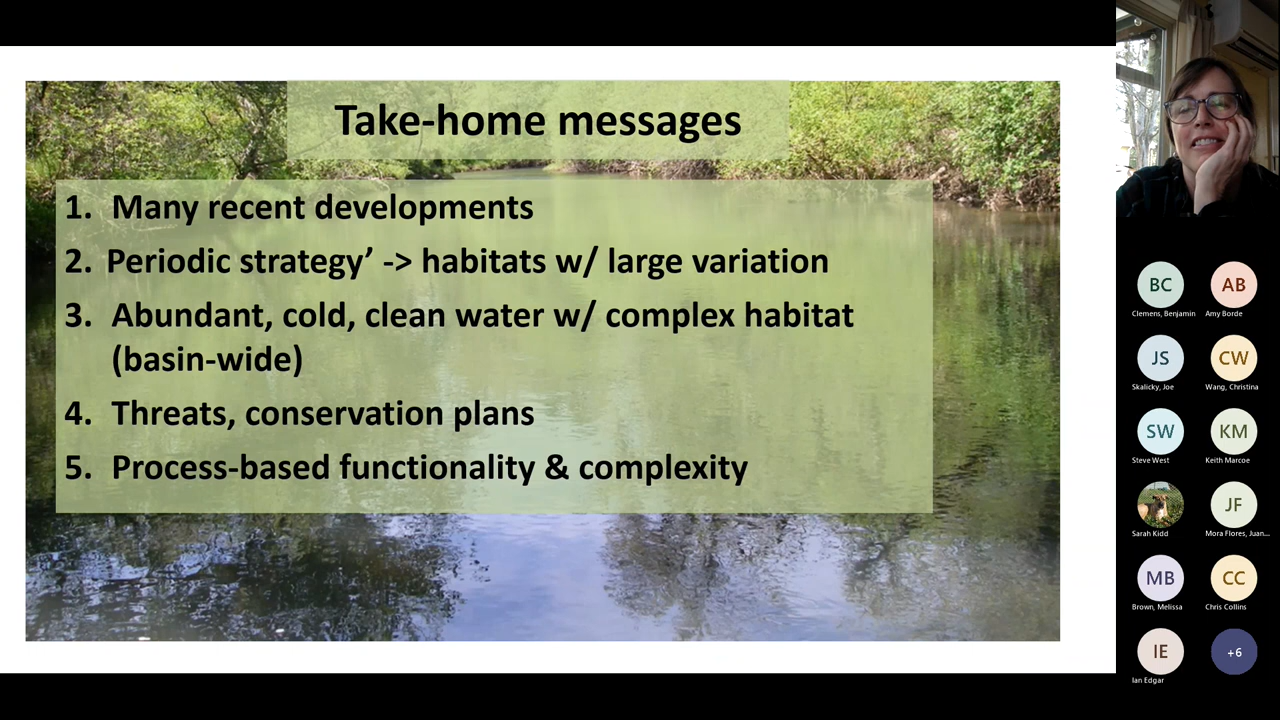 Take-home messages
1. Many recent developments
2. Periodic strategy’ -> habitats w/ large variation
3. Abundant, cold, clean water w/ complex habitat
(basin-wide)
4. Threats, conservation plans
5. Process-based functionality & complexity
BC AB
Clemens, Benjamin Amy Borde
JS CW
Skalicky, Joe Wang, Christina
SW KM
Steve West Keith Marcoe
JF
Sarah Kidd Mora Flores, Juan...
MB CC
Brown, Melissa Chris Collins
IE +6
Ian Edgar